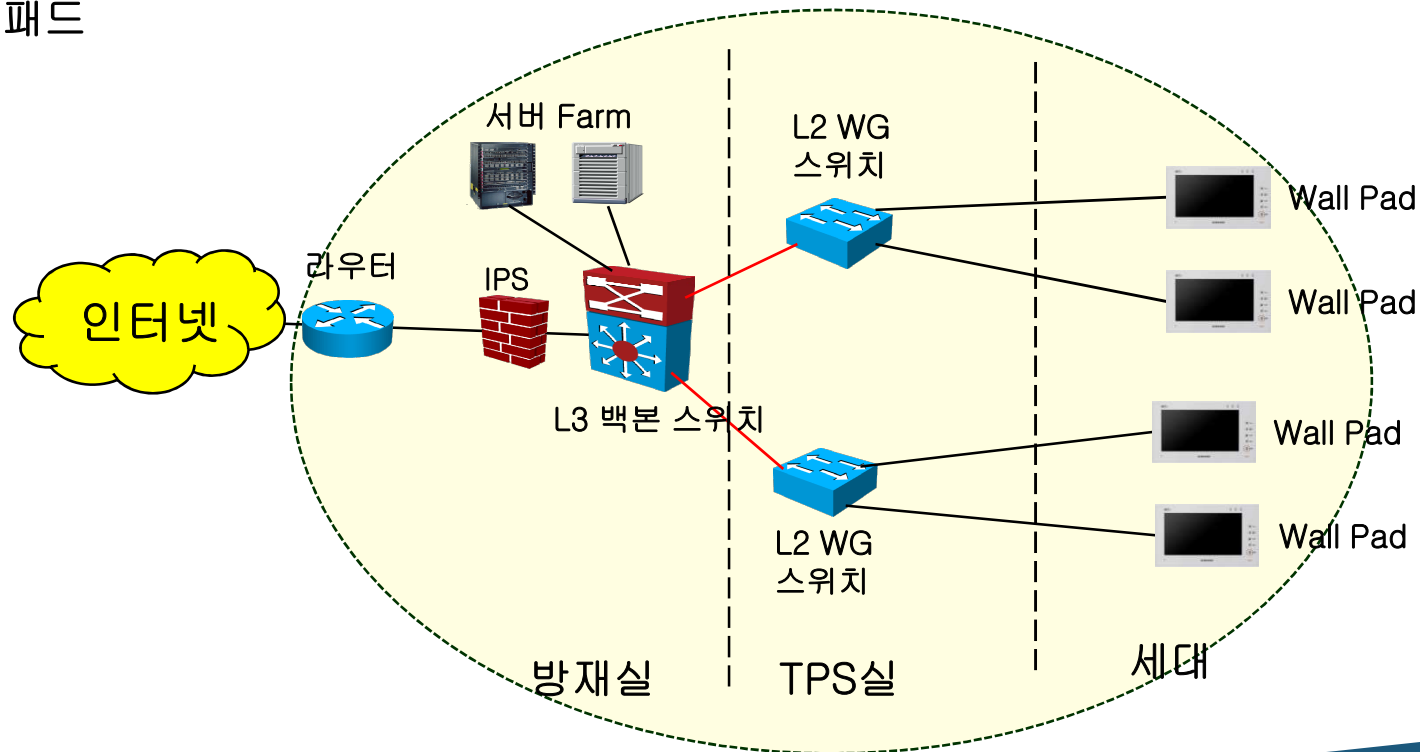 패드
서버 Farm
L2 WG
스위치
Wall Pad
라우터
IPS
인터넷
Wall Pad
L3 백본 스위치
Wall Pad
L2 WG
스위치
Wall Pad
방재실
TPS실
세대